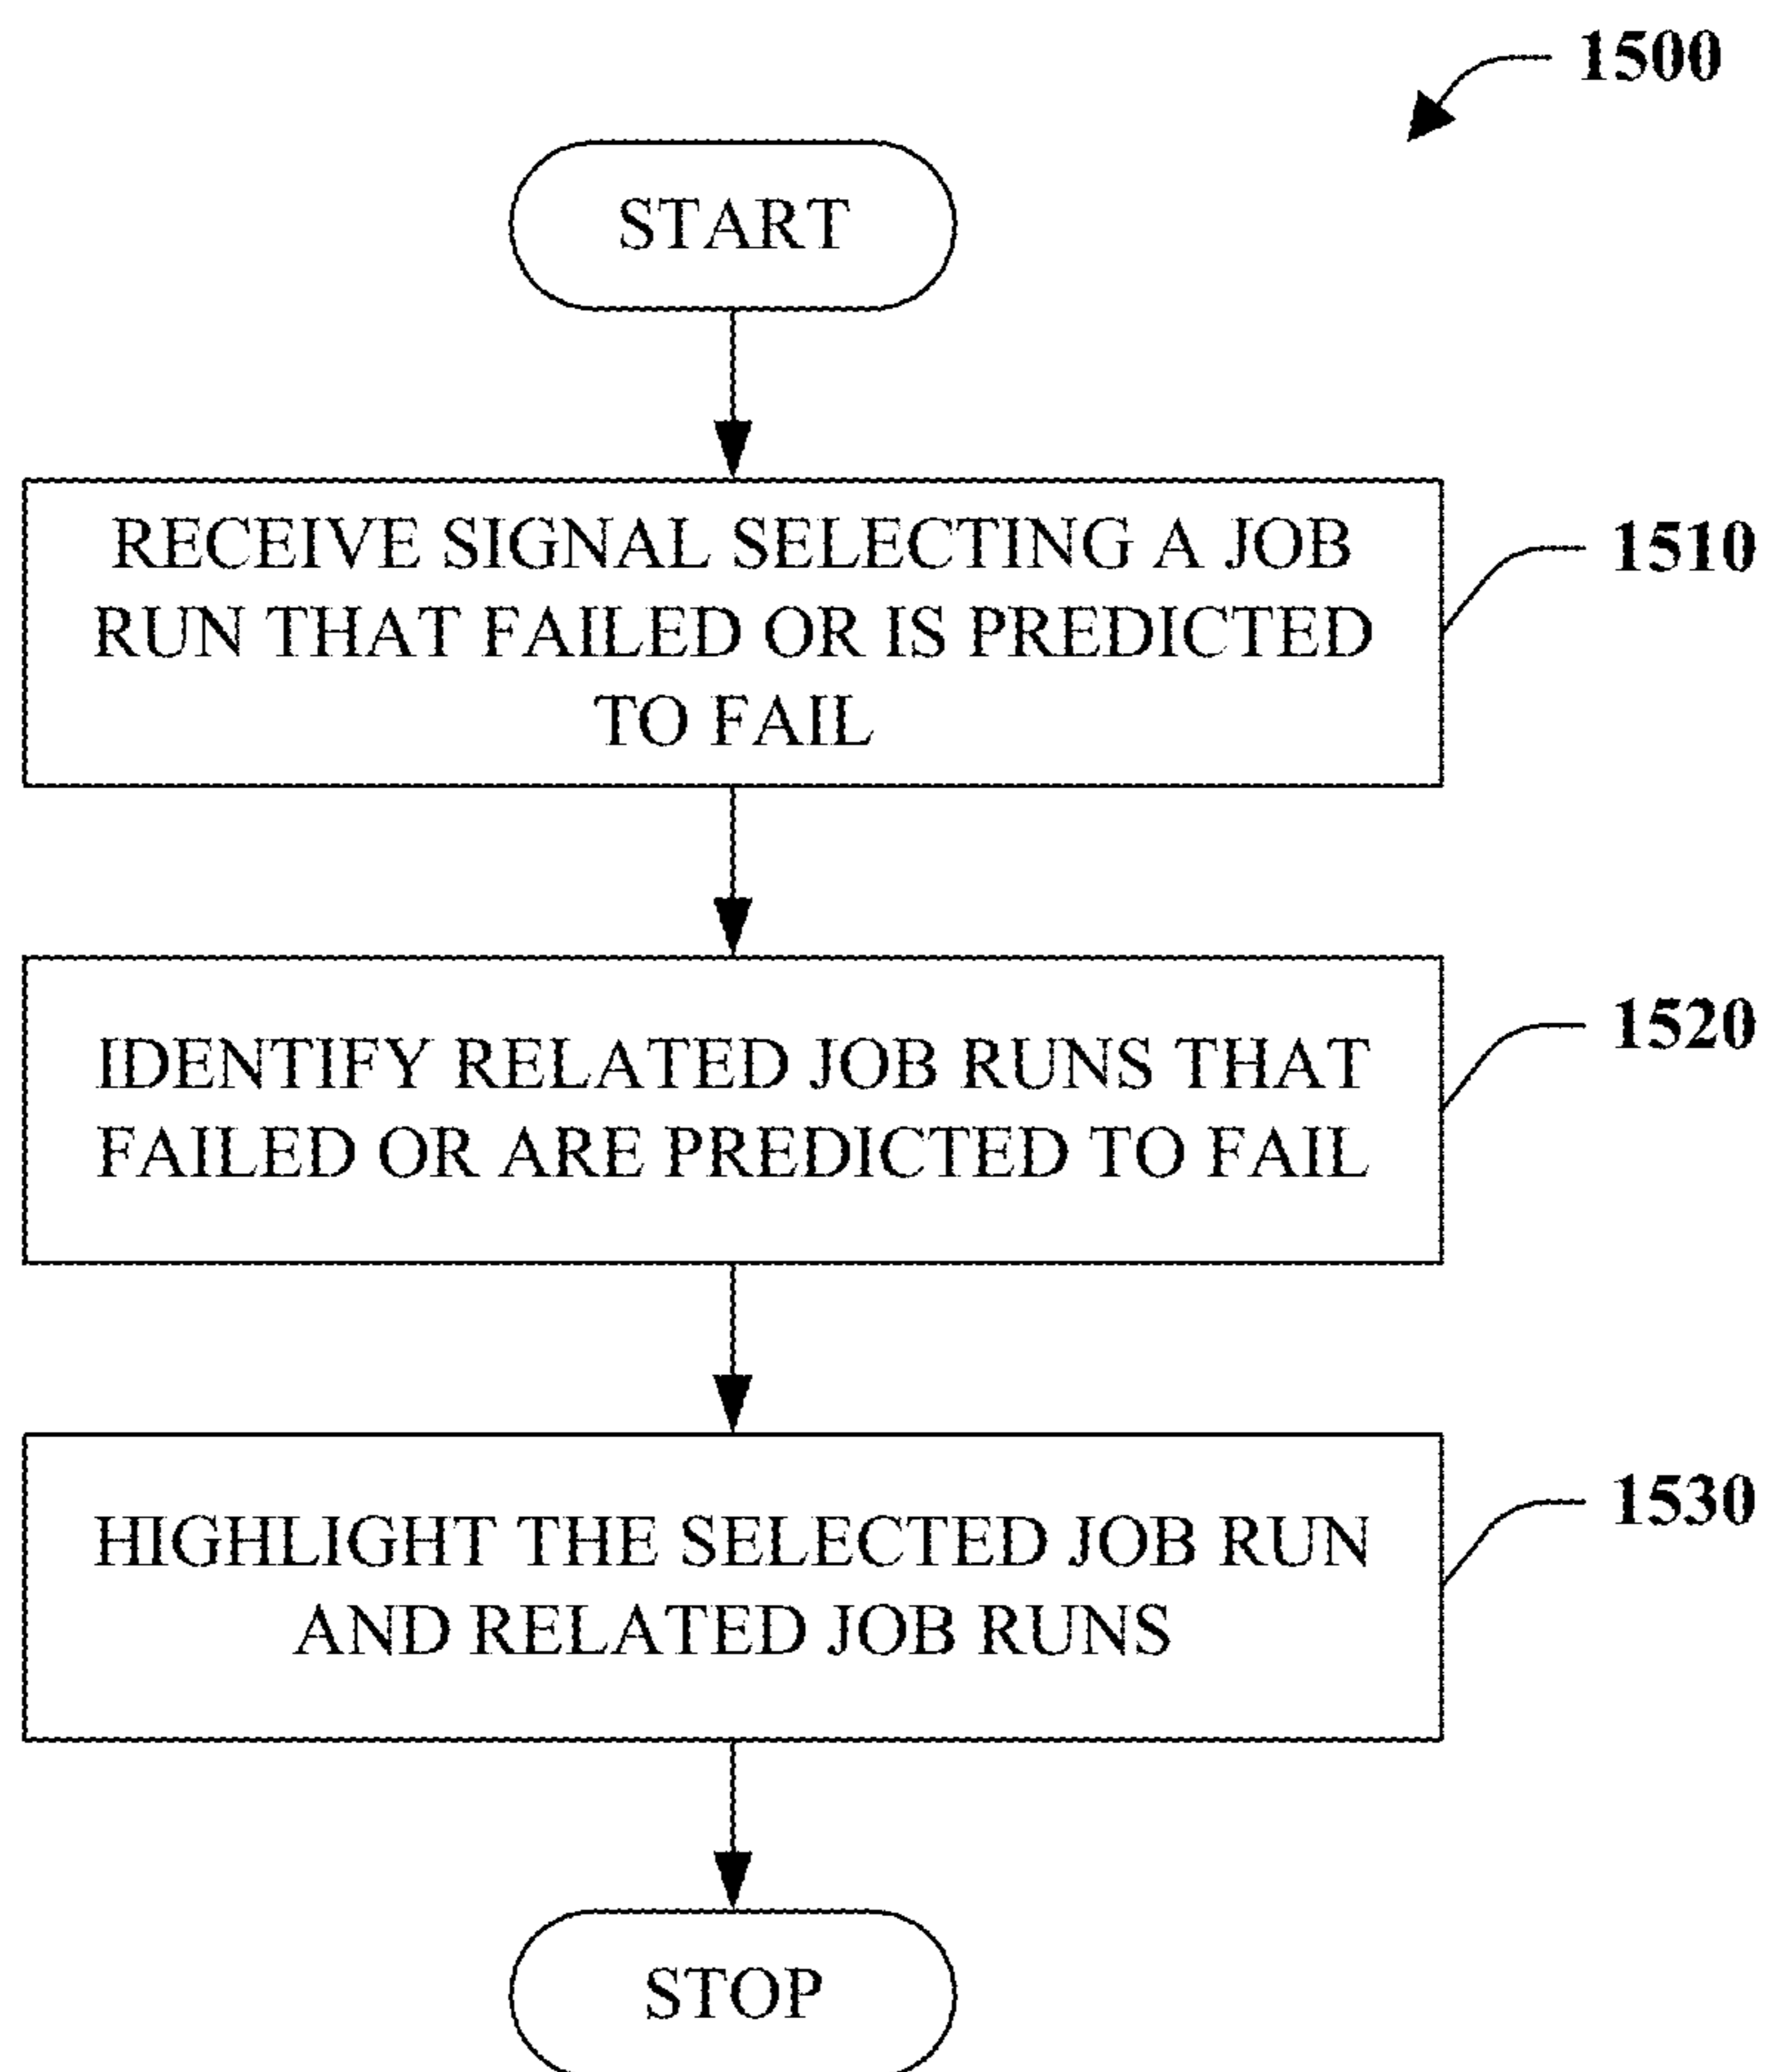 1500
START
RECEIVE SIGNAL SELECTING A JOB
RUN THAT FAILED OR IS PREDICTED
TO FAIL
1510
IDENTIFY RELATED JOB RUNS THAT
FAILED OR ARE PREDICTED TO FAIL
1520
HIGHLIGHT THE SELECTED JOB RUN
AND RELATED JOB RUNS
1530
STOP